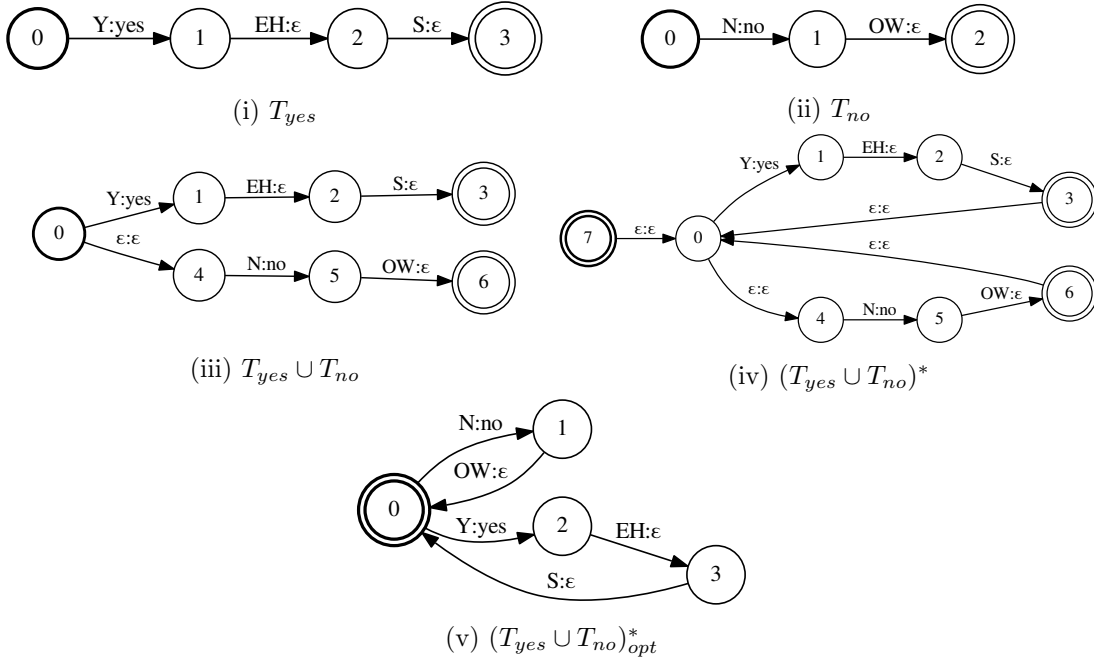 0 Y:yes 1 EH:ε 2 S:ε 3
(i) T_yes
0 N:no 1 OW:ε 2
(ii) T_no
0 Y:yes 1 EH:ε 2 S:ε 3
ε:ε 4 N:no 5 OW:ε 6
(iii) T_yes ∪ T_no
7 ε:ε 0 Y:yes 1 EH:ε 2 S:ε 3
ε:ε
ε:ε
ε:ε 4 N:no 5 OW:ε 6
(iv) (T_yes ∪ T_no)^*
N:no 1
OW:ε
0 Y:yes 2 EH:ε 3
S:ε
(v) (T_yes ∪ T_no)^*_opt